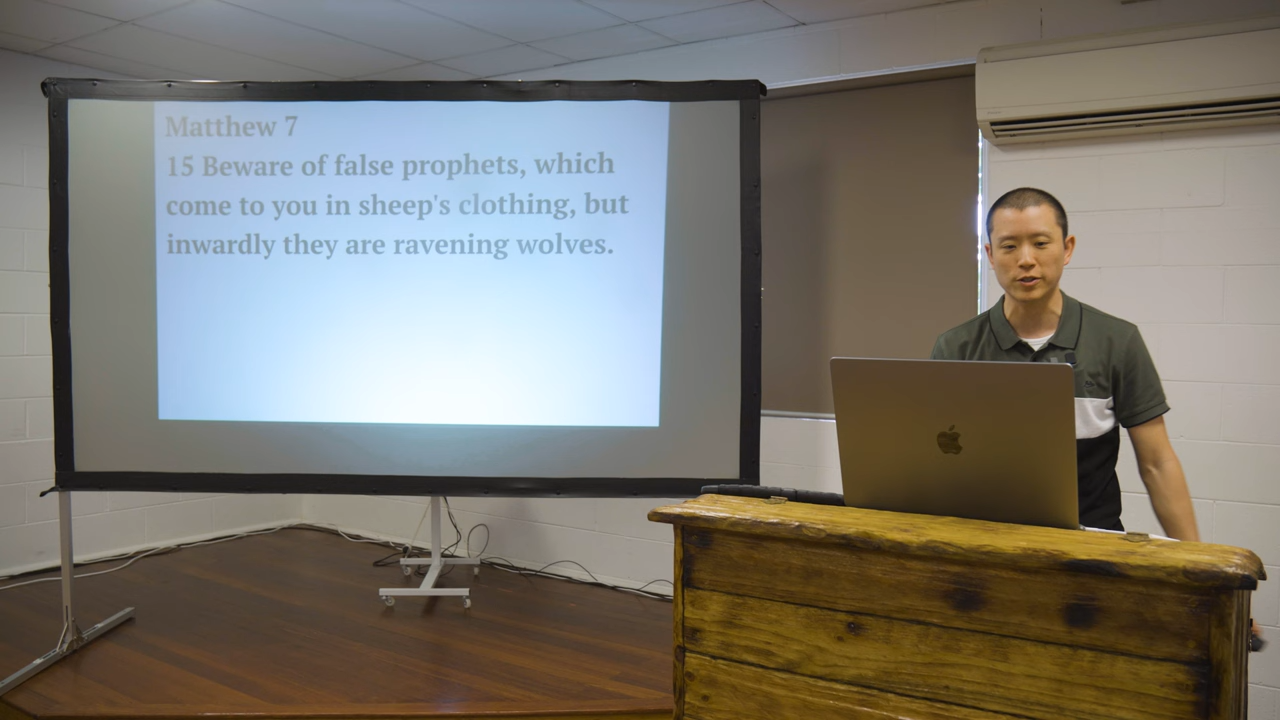 Matthew 7
15 Beware of false prophets, which
come to you in sheep's clothing, but
inwardly they are ravening wolves.